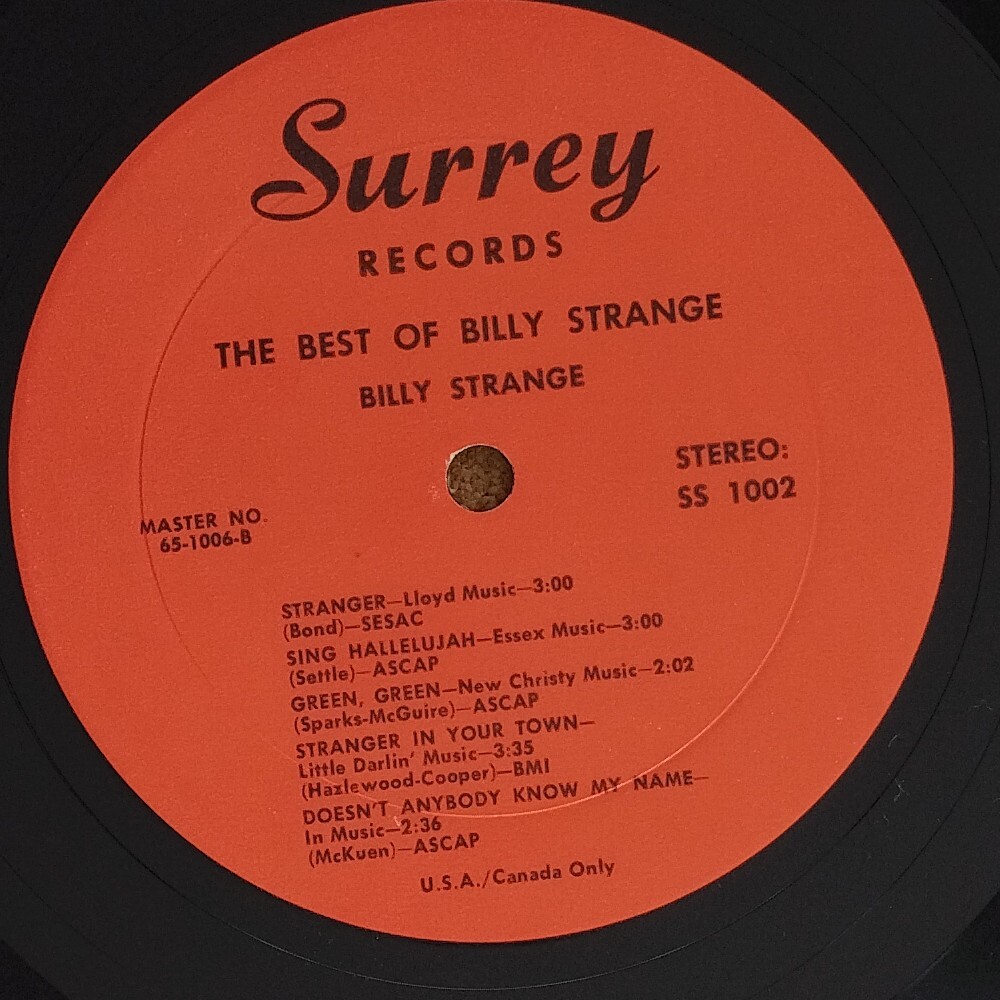 Surrey
RECORDS
THE BEST OF BILLY STRANGE
BILLY STRANGE
STEREO:
SS 1002
MASTER NO.
65-1006-B
STRANGER—Lloyd Music—3:00
(Bond)—SESAC
SING HALLELUJAH—Essex Music—3:00
(Settle)—ASCAP
GREEN, GREEN—New Christy Music—2:02
(Sparks-McGuire)—ASCAP
STRANGER IN YOUR TOWN—
Little Darlin' Music—3:35
(Hazlewood-Cooper)—BMI
DOESN'T ANYBODY KNOW MY NAME—
In Music—2:36
(McKuen)—ASCAP
U.S.A./Canada Only